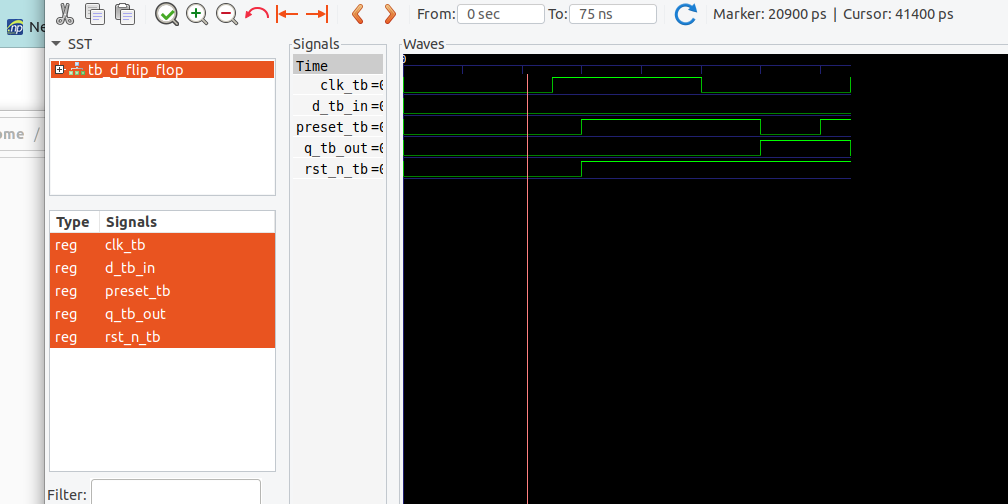 From: 0 sec To: 75 ns Marker: 20900 ps | Cursor: 41400 ps
np Ne
SST
Signals
Waves
tb_d_flip_flop
Time
0
clk_tb=0
d_tb_in=0
preset_tb=0
q_tb_out=0
rst_n_tb=0
ome /
Type Signals
reg clk_tb
reg d_tb_in
reg preset_tb
reg q_tb_out
reg rst_n_tb
Filter: